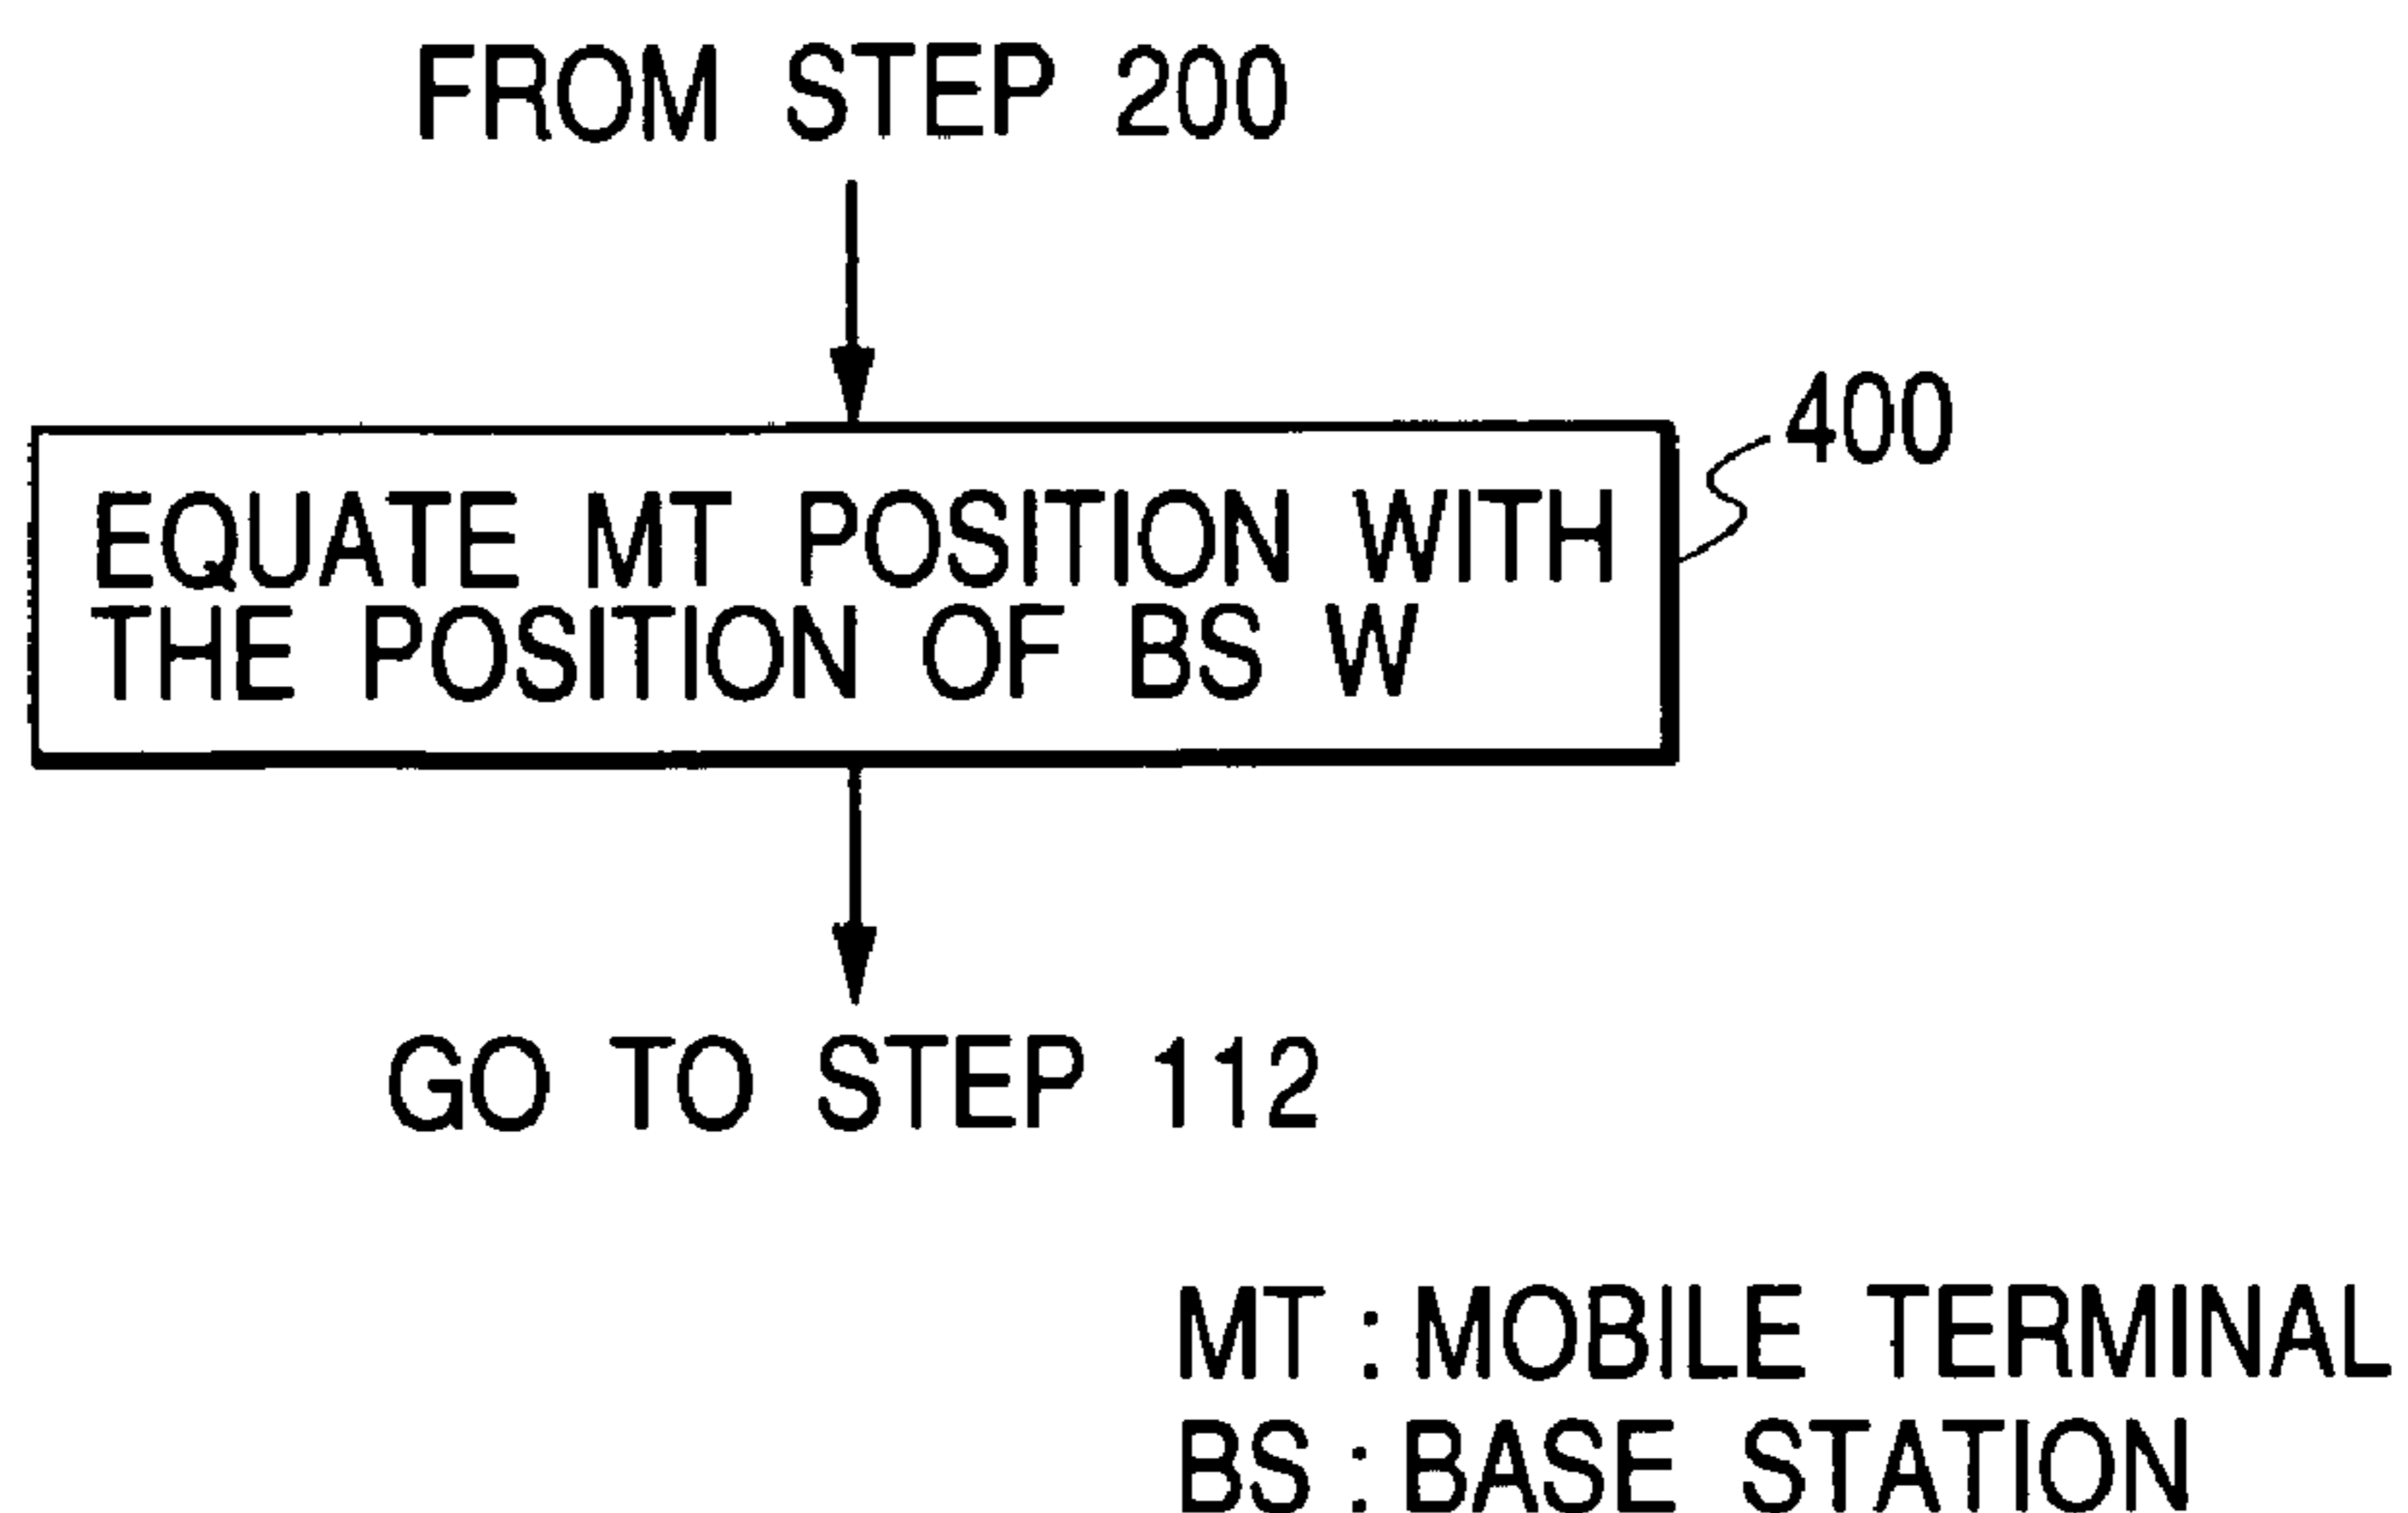 FROM STEP 200
400
EQUATE MT POSITION WITH
THE POSITION OF BS W
GO TO STEP 112
MT : MOBILE TERMINAL
BS : BASE STATION